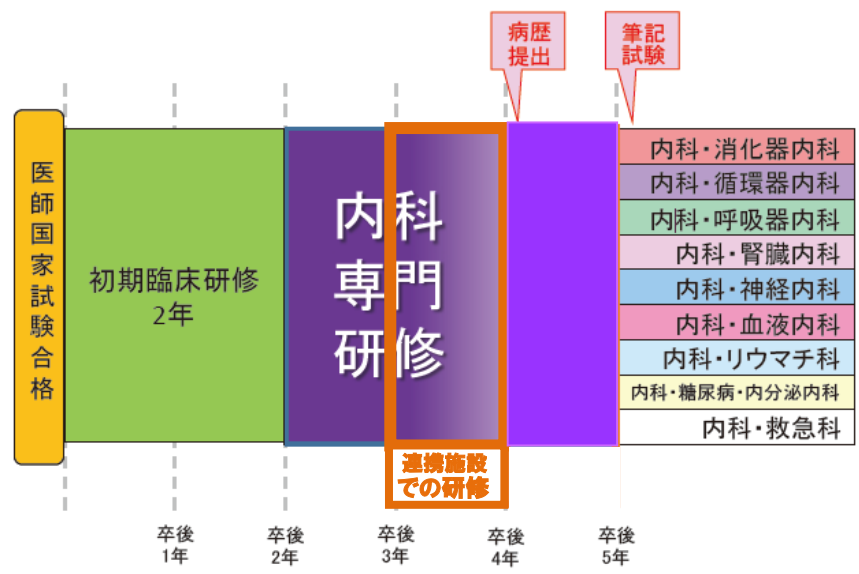 病歴
提出
筆記
試験
医師国家試験合格
初期臨床研修
2年
内科
専門
研修
連携施設
での研修
内科・消化器内科
内科・循環器内科
内科・呼吸器内科
内科・腎臓内科
内科・神経内科
内科・血液内科
内科・リウマチ科
内科・糖尿病・内分泌内科
内科・救急科
卒後
1年
卒後
2年
卒後
3年
卒後
4年
卒後
5年